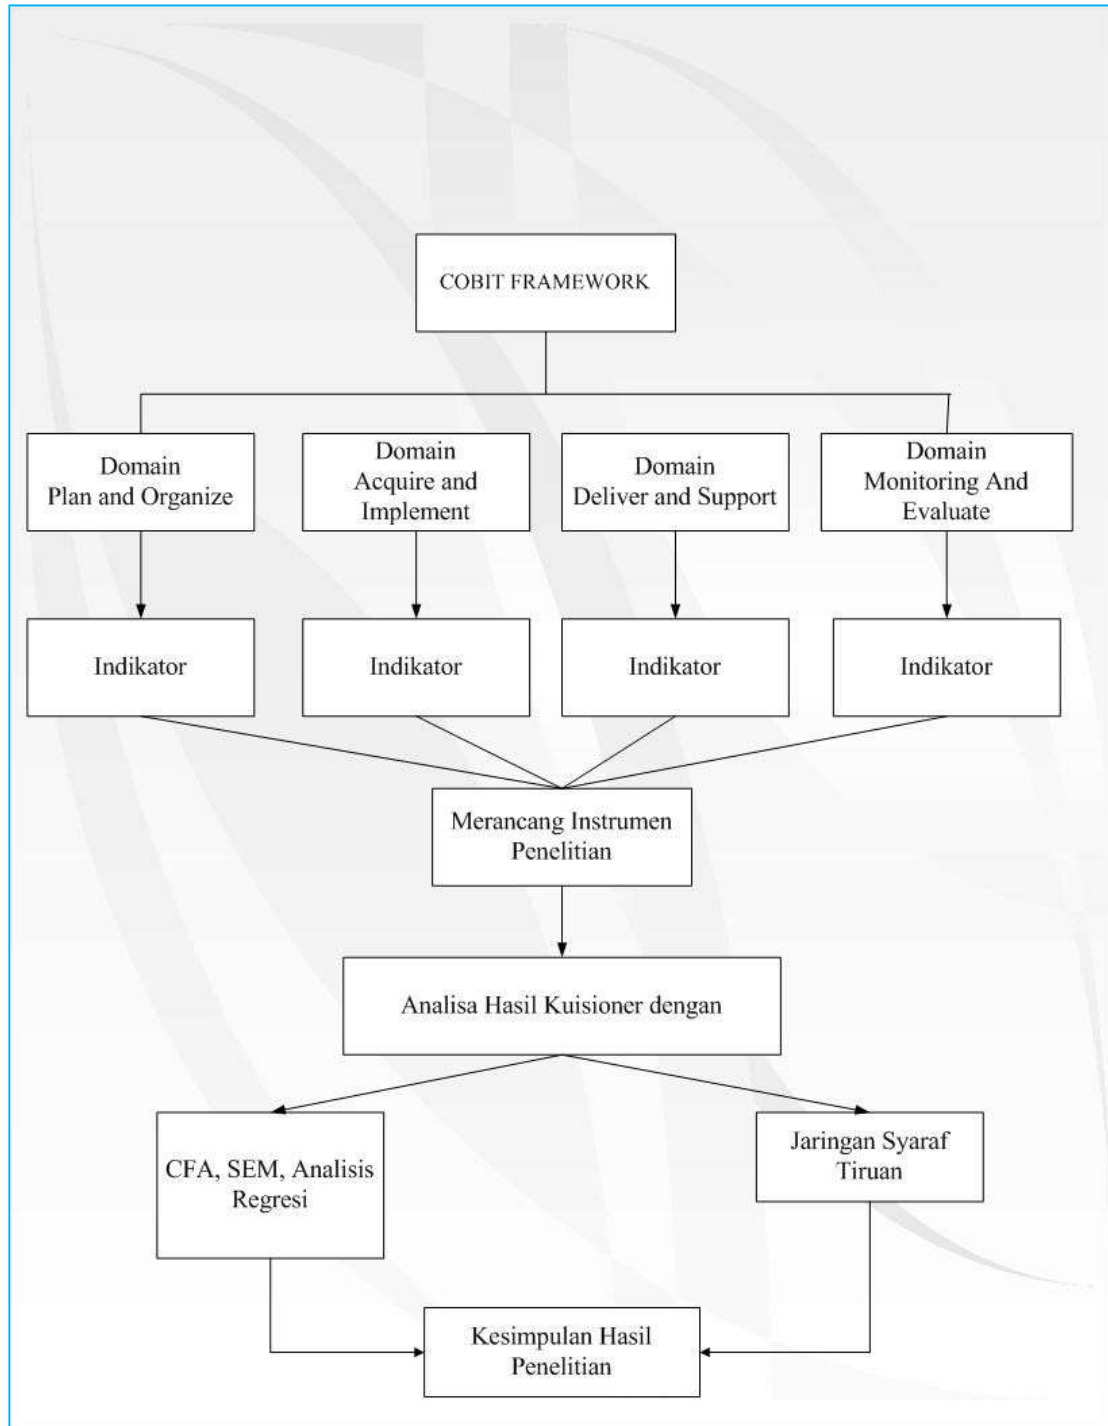 COBIT FRAMEWORK
Domain
Plan and Organize
Domain
Acquire and
Implement
Domain
Deliver and Support
Domain
Monitoring And
Evaluate
Indikator
Indikator
Indikator
Indikator
Merancang Instrumen
Penelitian
Analisa Hasil Kuisioner dengan
CFA, SEM, Analisis
Regresi
Jaringan Syaraf
Tiruan
Kesimpulan Hasil
Penelitian